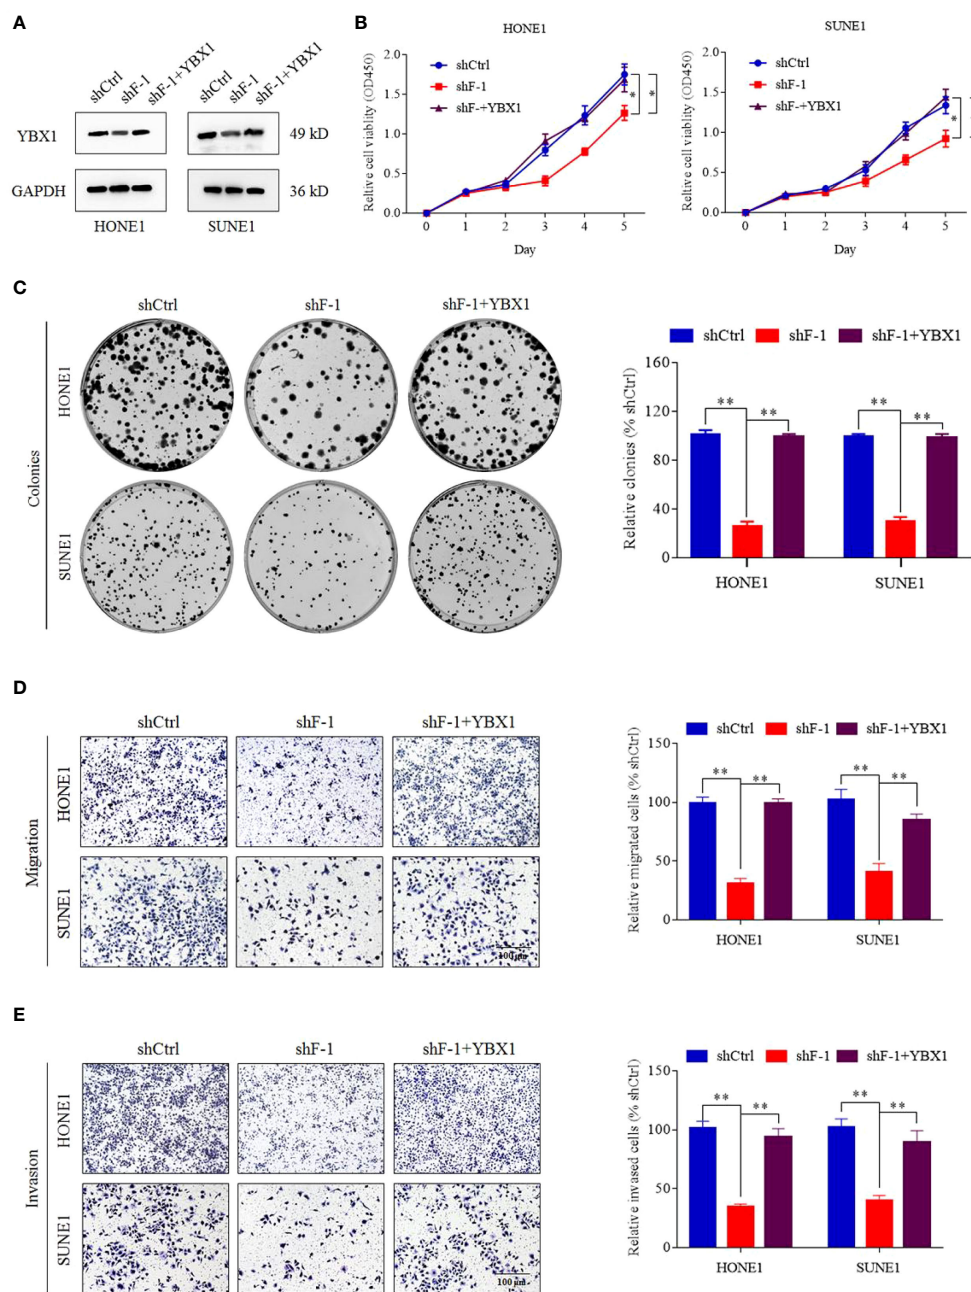 A
shCtrl shF-1 shF-1+YBX1 shCtrl shF-1 shF-1+YBX1
YBX1 49 kD
GAPDH 36 kD
HONE1 SUNE1
B
HONE1
Reltive cell viablity (OD450)
2.0
1.5
1.0
0.5
0.0
shCtrl
shF-1
shF-+YBX1
* *
0 1 2 3 4 5
Day
SUNE1
Reltive cell viablity (OD450)
2.0
1.5
1.0
0.5
0.0
shCtrl
shF-1
shF-+YBX1
*
0 1 2 3 4 5
Day
C
shCtrl shF-1 shF-1+YBX1
Colonies
HONE1
SUNE1
shCtrl shF-1 shF-1+YBX1
Relative clonies (% shCtrl)
160
120
80
40
0
** ** ** **
HONE1 SUNE1
D
shCtrl shF-1 shF-1+YBX1
Migration
HONE1
SUNE1
100 μm
shCtrl shF-1 shF-1+YBX1
Relative migrated cells (% shCtrl)
150
100
50
0
** ** ** **
HONE1 SUNE1
E
shCtrl shF-1 shF-1+YBX1
Invasion
HONE1
SUNE1
100 μm
shCtrl shF-1 shF-1+YBX1
Relative invased cells (% shCtrl)
150
100
50
0
** ** ** **
HONE1 SUNE1